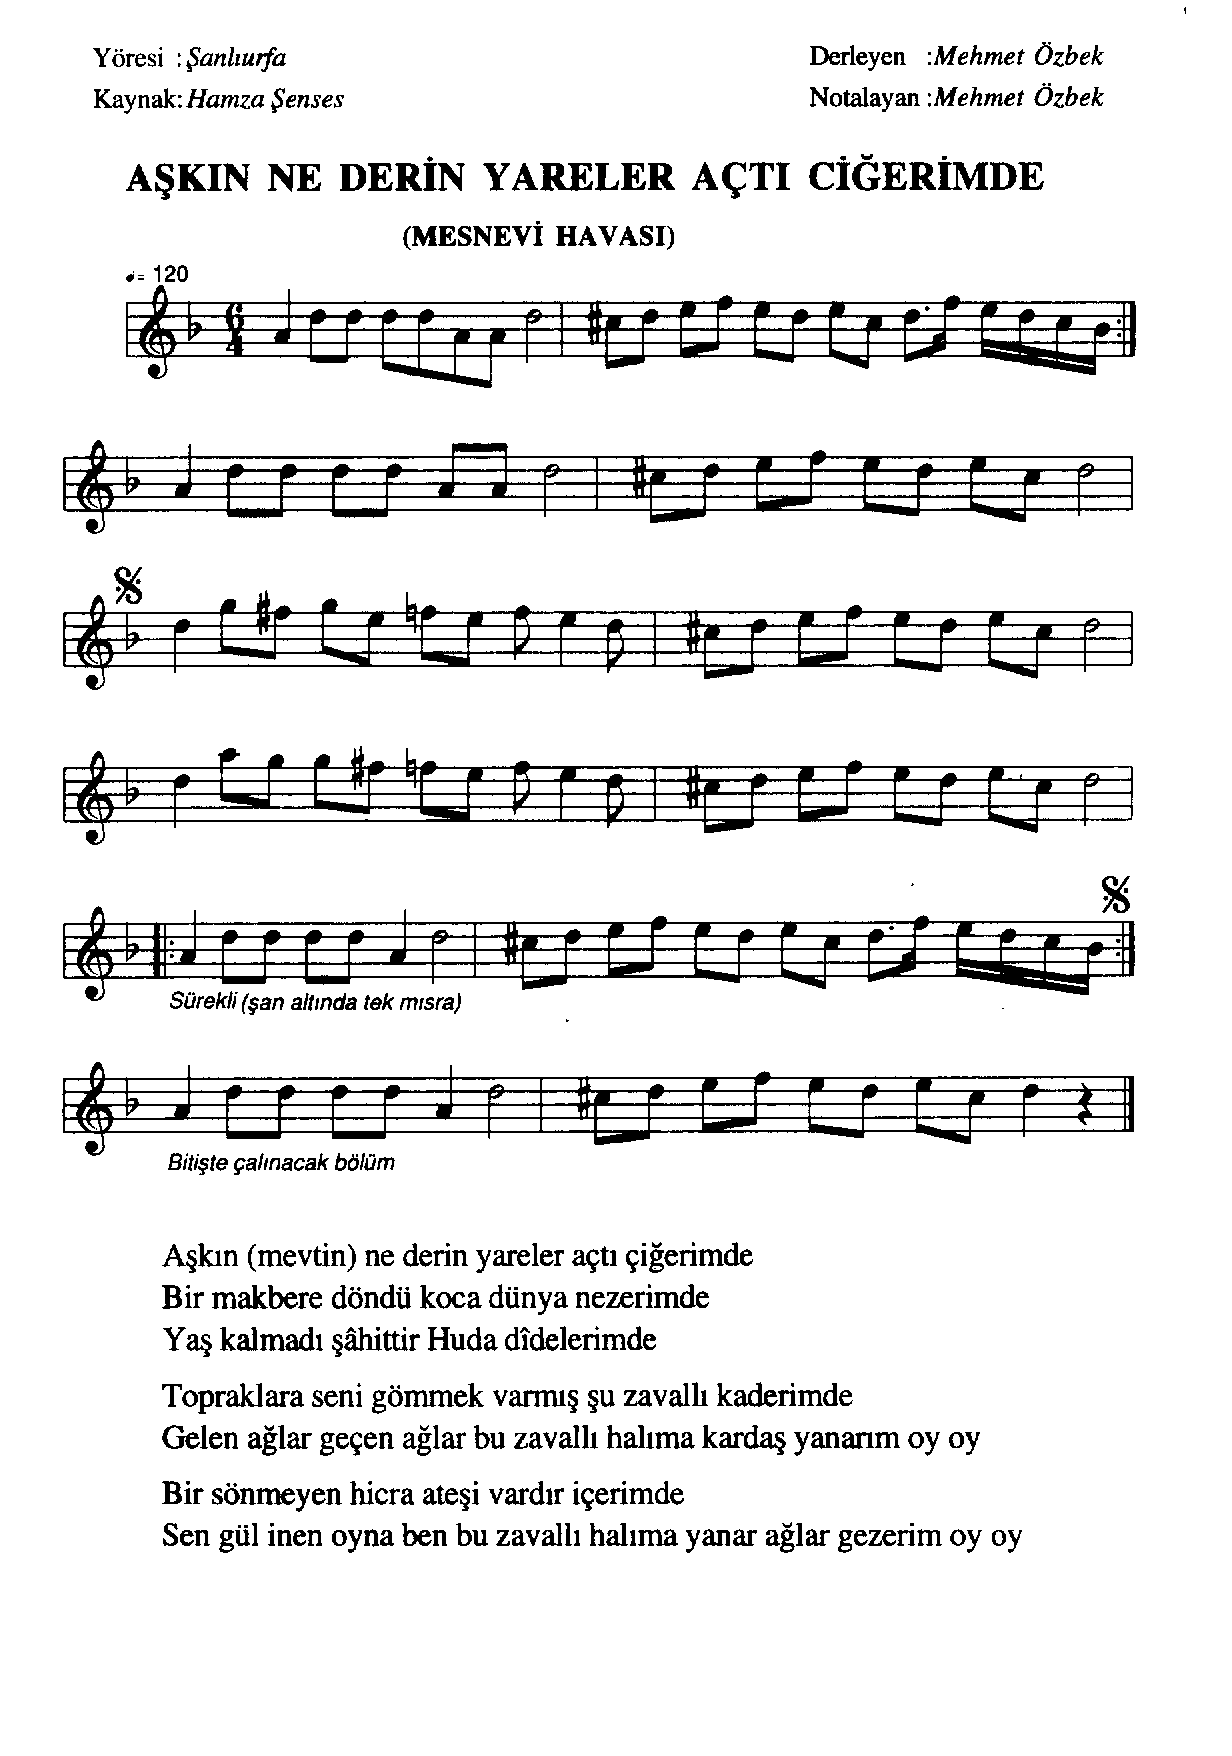 Yöresi : Şanlıurfa
Derleyen : Mehmet Özbek
Kaynak: Hamza Şenses
Notalayan : Mehmet Özbek
AŞKIN NE DERİN YARELER AÇTI CİĞERİMDE
(MESNEVİ HAVASI)
♩= 120
6
4
Sürekli (şan altında tek mısra)
Bitişte çalınacak bölüm
Aşkın (mevtin) ne derin yareler açtı çiğerimde
Bir makbere döndü koca dünya nezerimde
Yaş kalmadı şâhittir Huda dîdelerimde
Topraklara seni gömmek varmış şu zavallı kaderimde
Gelen ağlar geçen ağlar bu zavallı halıma kardaş yanarım oy oy
Bir sönmeyen hicra ateşi vardır içerimde
Sen gül inen oyna ben bu zavallı halıma yanar ağlar gezerim oy oy